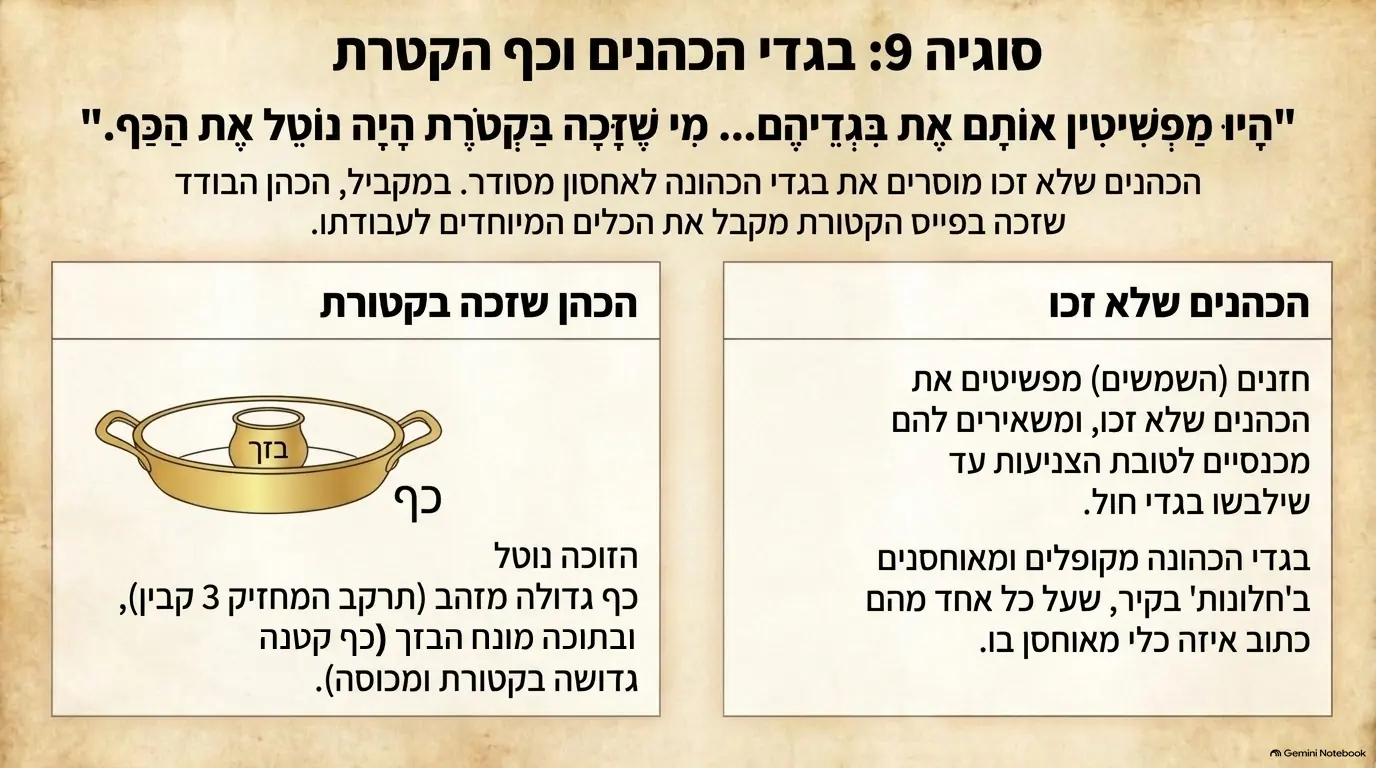 סוגיה 9: בגדי הכהנים וכף הקטרת
"הָיוּ מַפְשִׁיטִין אוֹתָם אֶת בִּגְדֵיהֶם... מִי שֶׁזָּכָה בַּקְּטֹרֶת הָיָה נוֹטֵל אֶת הַכַּף."
הכהנים שלא זכו מוסרים את בגדי הכהונה לאחסון מסודר. במקביל, הכהן הבודד
שזכה בפייס הקטורת מקבל את הכלים המיוחדים לעבודתו.
הכהנים שלא זכו
חזנים (השמשים) מפשיטים את
הכהנים שלא זכו, ומשאירים להם
מכנסיים לטובת הצניעות עד
שילבשו בגדי חול.
בגדי הכהונה מקופלים ומאוחסנים
ב'חלונות' בקיר, שעל כל אחד מהם
כתוב איזה כלי מאוחסן בו.
הכהן שזכה בקטורת
בזך
כף
הזוכה נוטל
כף גדולה מזהב (תרקב המחזיק 3 קבין),
ובתוכה מונח הבזך (כף קטנה
גדושה בקטורת ומכוסה).
Gemini Notebook